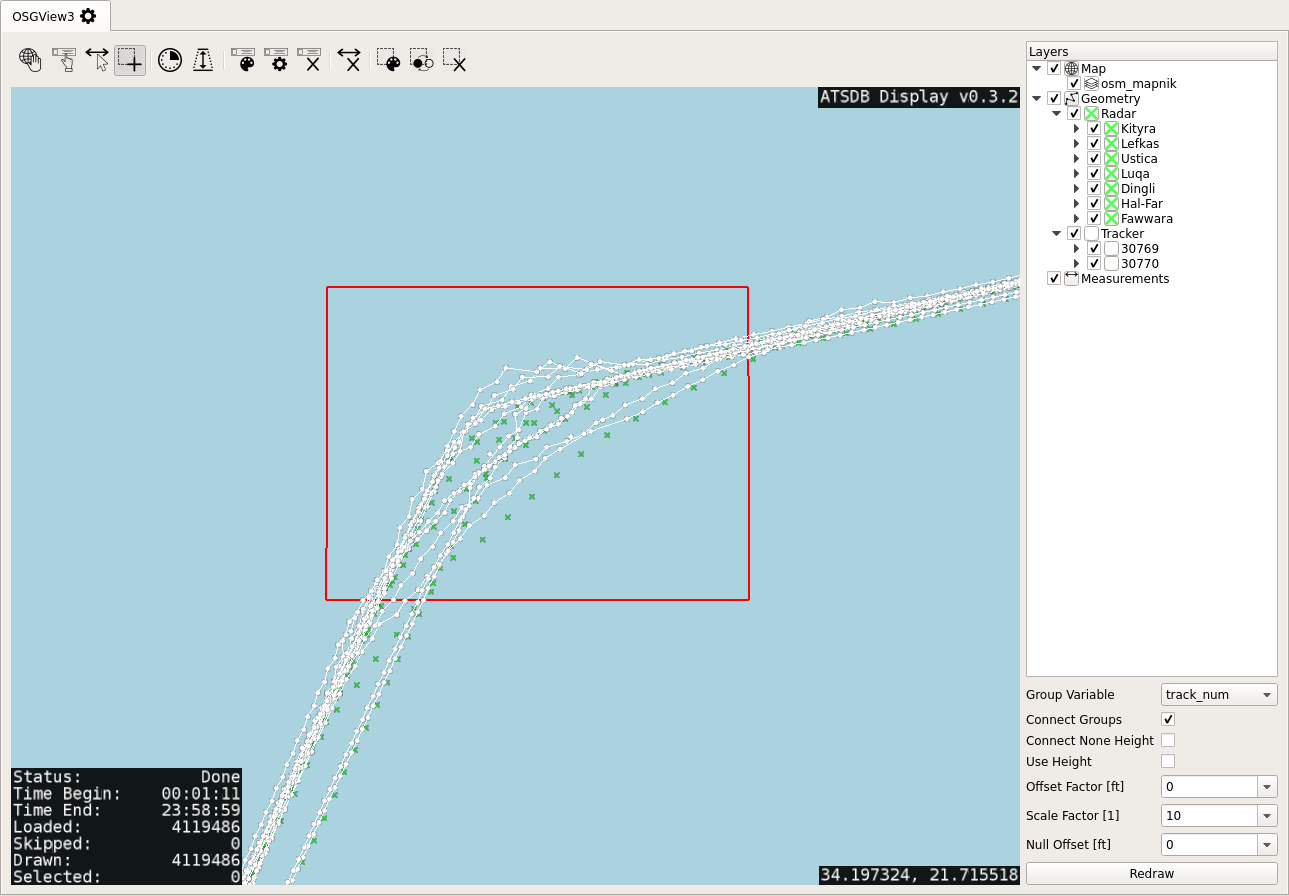 OSGView3
ATSDB Display v0.3.2
Layers
Map
osm_mapnik
Geometry
Radar
Kityra
Lefkas
Ustica
Luqa
Dingli
Hal-Far
Fawwara
Tracker
30769
30770
Measurements
Group Variable track_num
Connect Groups
Connect None Height
Use Height
Offset Factor [ft] 0
Scale Factor [1] 10
Null Offset [ft] 0
Redraw
Status: Done
Time Begin: 00:01:11
Time End: 23:58:59
Loaded: 4119486
Skipped: 0
Drawn: 4119486
Selected: 0
34.197324, 21.715518